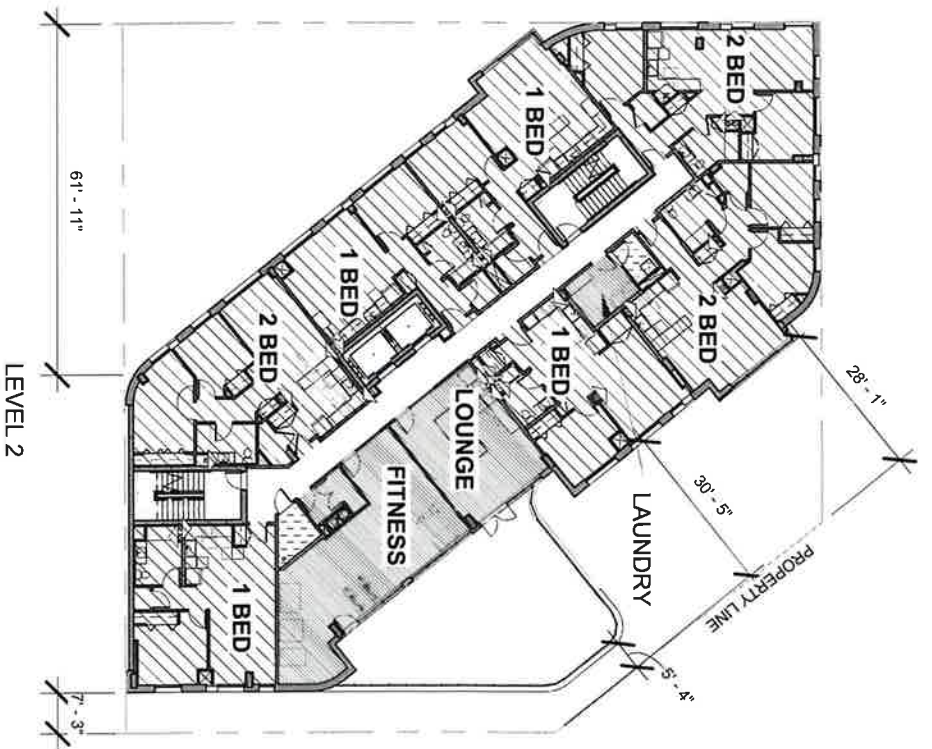 2 BED
1 BED
61' - 11"
1 BED
2 BED
2 BED
28' - 1"
1 BED
LOUNGE
30' - 5"
LAUNDRY
FITNESS
PROPERTY LINE
1 BED
5' - 4"
7' - 3"
LEVEL 2